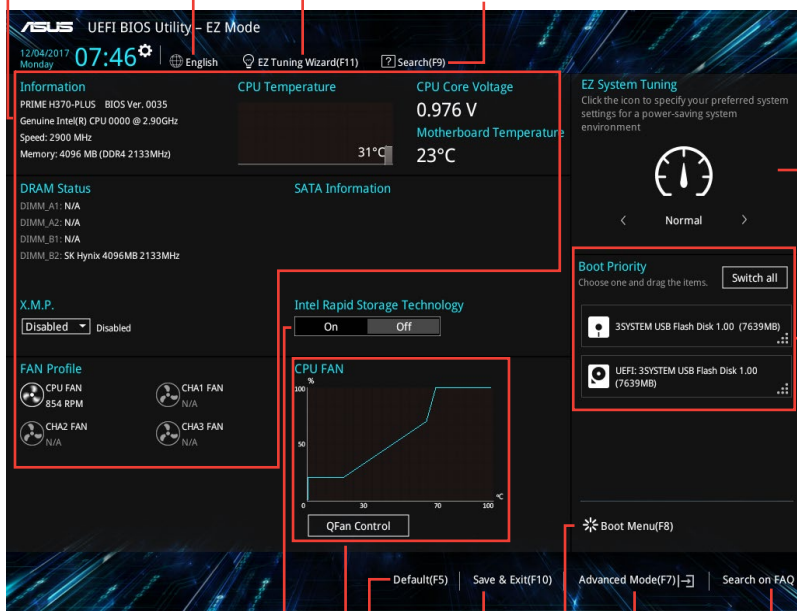 ASUS UEFI BIOS Utility – EZ Mode
12/04/2017
Monday
07:46
English
EZ Tuning Wizard(F11)
? Search(F9)
Information
PRIME H370-PLUS BIOS Ver. 0035
Genuine Intel(R) CPU 0000 @ 2.90GHz
Speed: 2900 MHz
Memory: 4096 MB (DDR4 2133MHz)
CPU Temperature
31°C
CPU Core Voltage
0.976 V
Motherboard Temperature
23°C
EZ System Tuning
Click the icon to specify your preferred system
settings for a power-saving system
environment
< Normal >
DRAM Status
DIMM_A1: N/A
DIMM_A2: N/A
DIMM_B1: N/A
DIMM_B2: SK Hynix 4096MB 2133MHz
SATA Information
X.M.P.
Disabled Disabled
Intel Rapid Storage Technology
On Off
Boot Priority
Choose one and drag the items.
Switch all
3SYSTEM USB Flash Disk 1.00 (7639MB)
UEFI: 3SYSTEM USB Flash Disk 1.00
(7639MB)
FAN Profile
CPU FAN
854 RPM
CHA1 FAN
N/A
CHA2 FAN
N/A
CHA3 FAN
N/A
CPU FAN
%
100
50
0 30 70 100
°C
QFan Control
Boot Menu(F8)
Default(F5)
Save & Exit(F10)
Advanced Mode(F7)
Search on FAQ